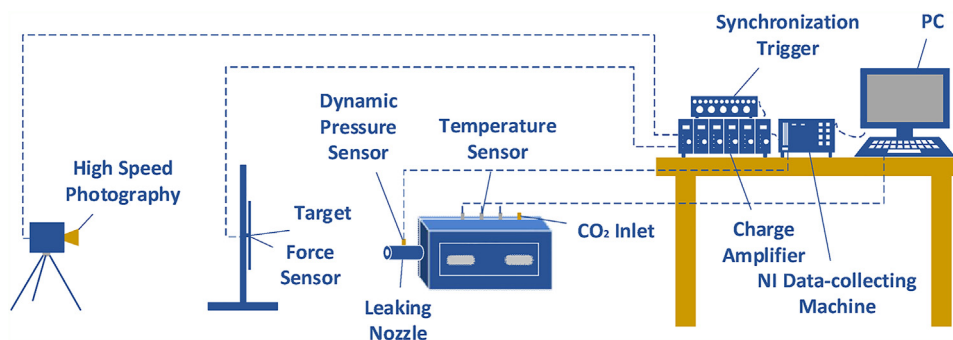 Synchronization
Trigger
PC
Dynamic
Pressure
Sensor
Temperature
Sensor
High Speed
Photography
Target
Force
Sensor
CO₂ Inlet
Charge
Amplifier
NI Data-collecting
Machine
Leaking
Nozzle